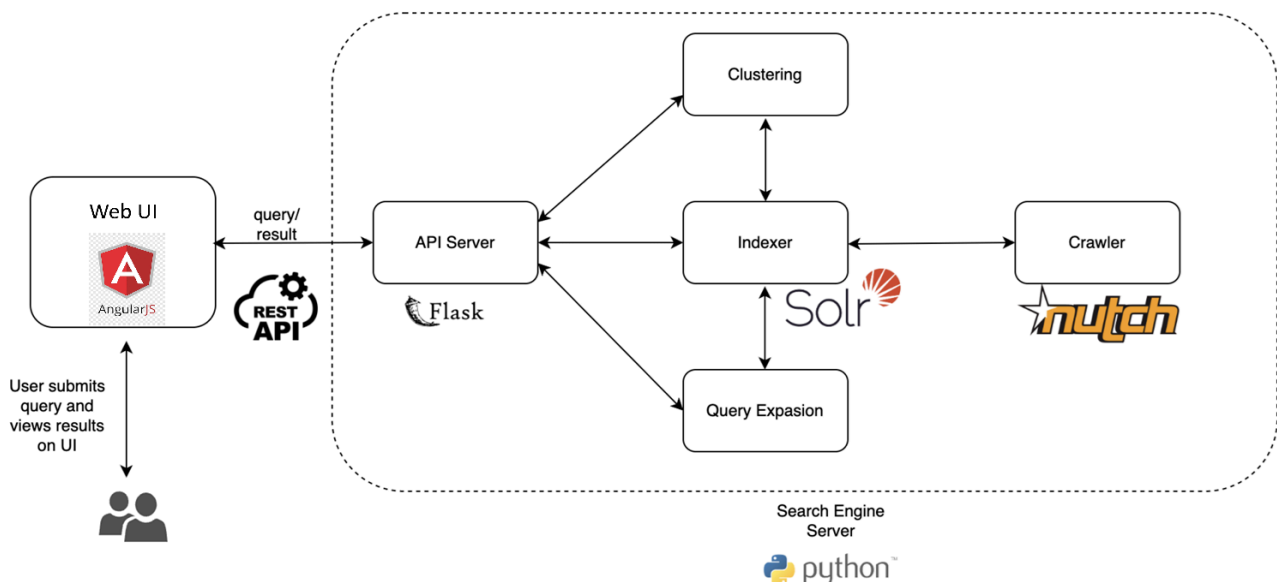 Clustering
Web UI
AngularJS
query/
result
REST
API
API Server
Flask
Indexer
Solr
Crawler
nutch
User submits
query and
views results
on UI
Query Expasion
Search Engine
Server
python™